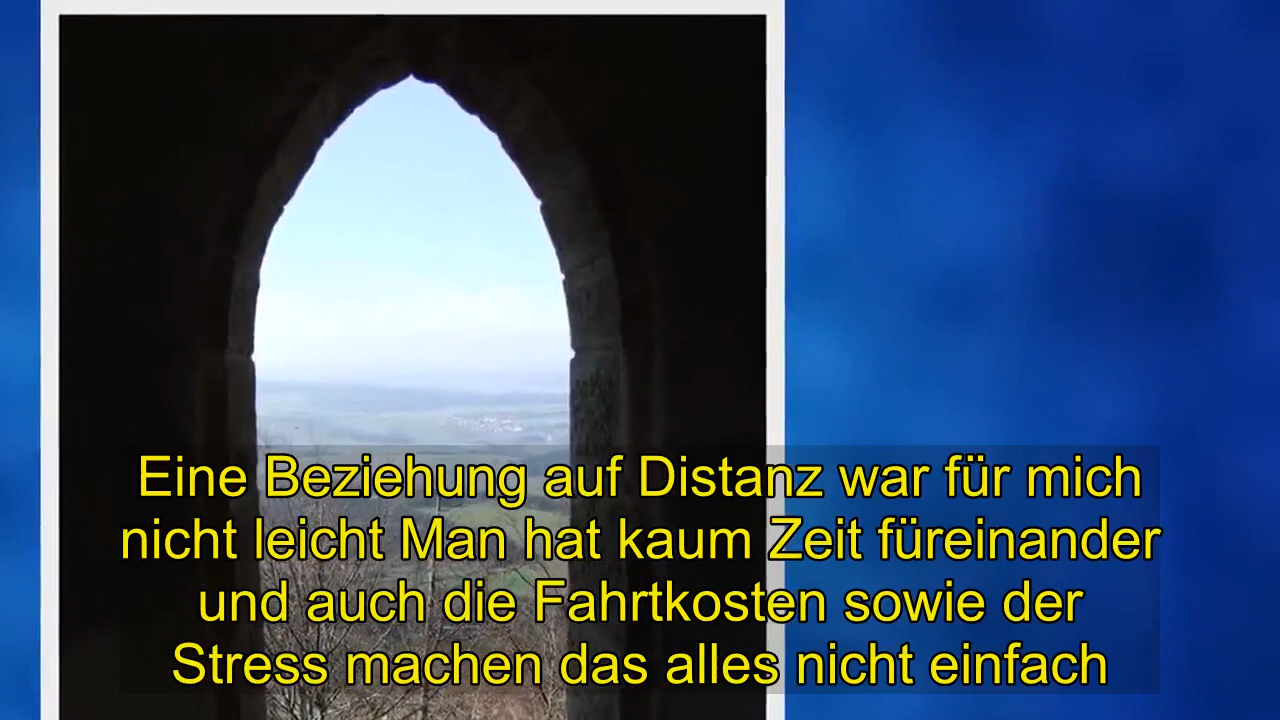 Eine Beziehung auf Distanz war für mich
nicht leicht Man hat kaum Zeit füreinander
und auch die Fahrtkosten sowie der
Stress machen das alles nicht einfach